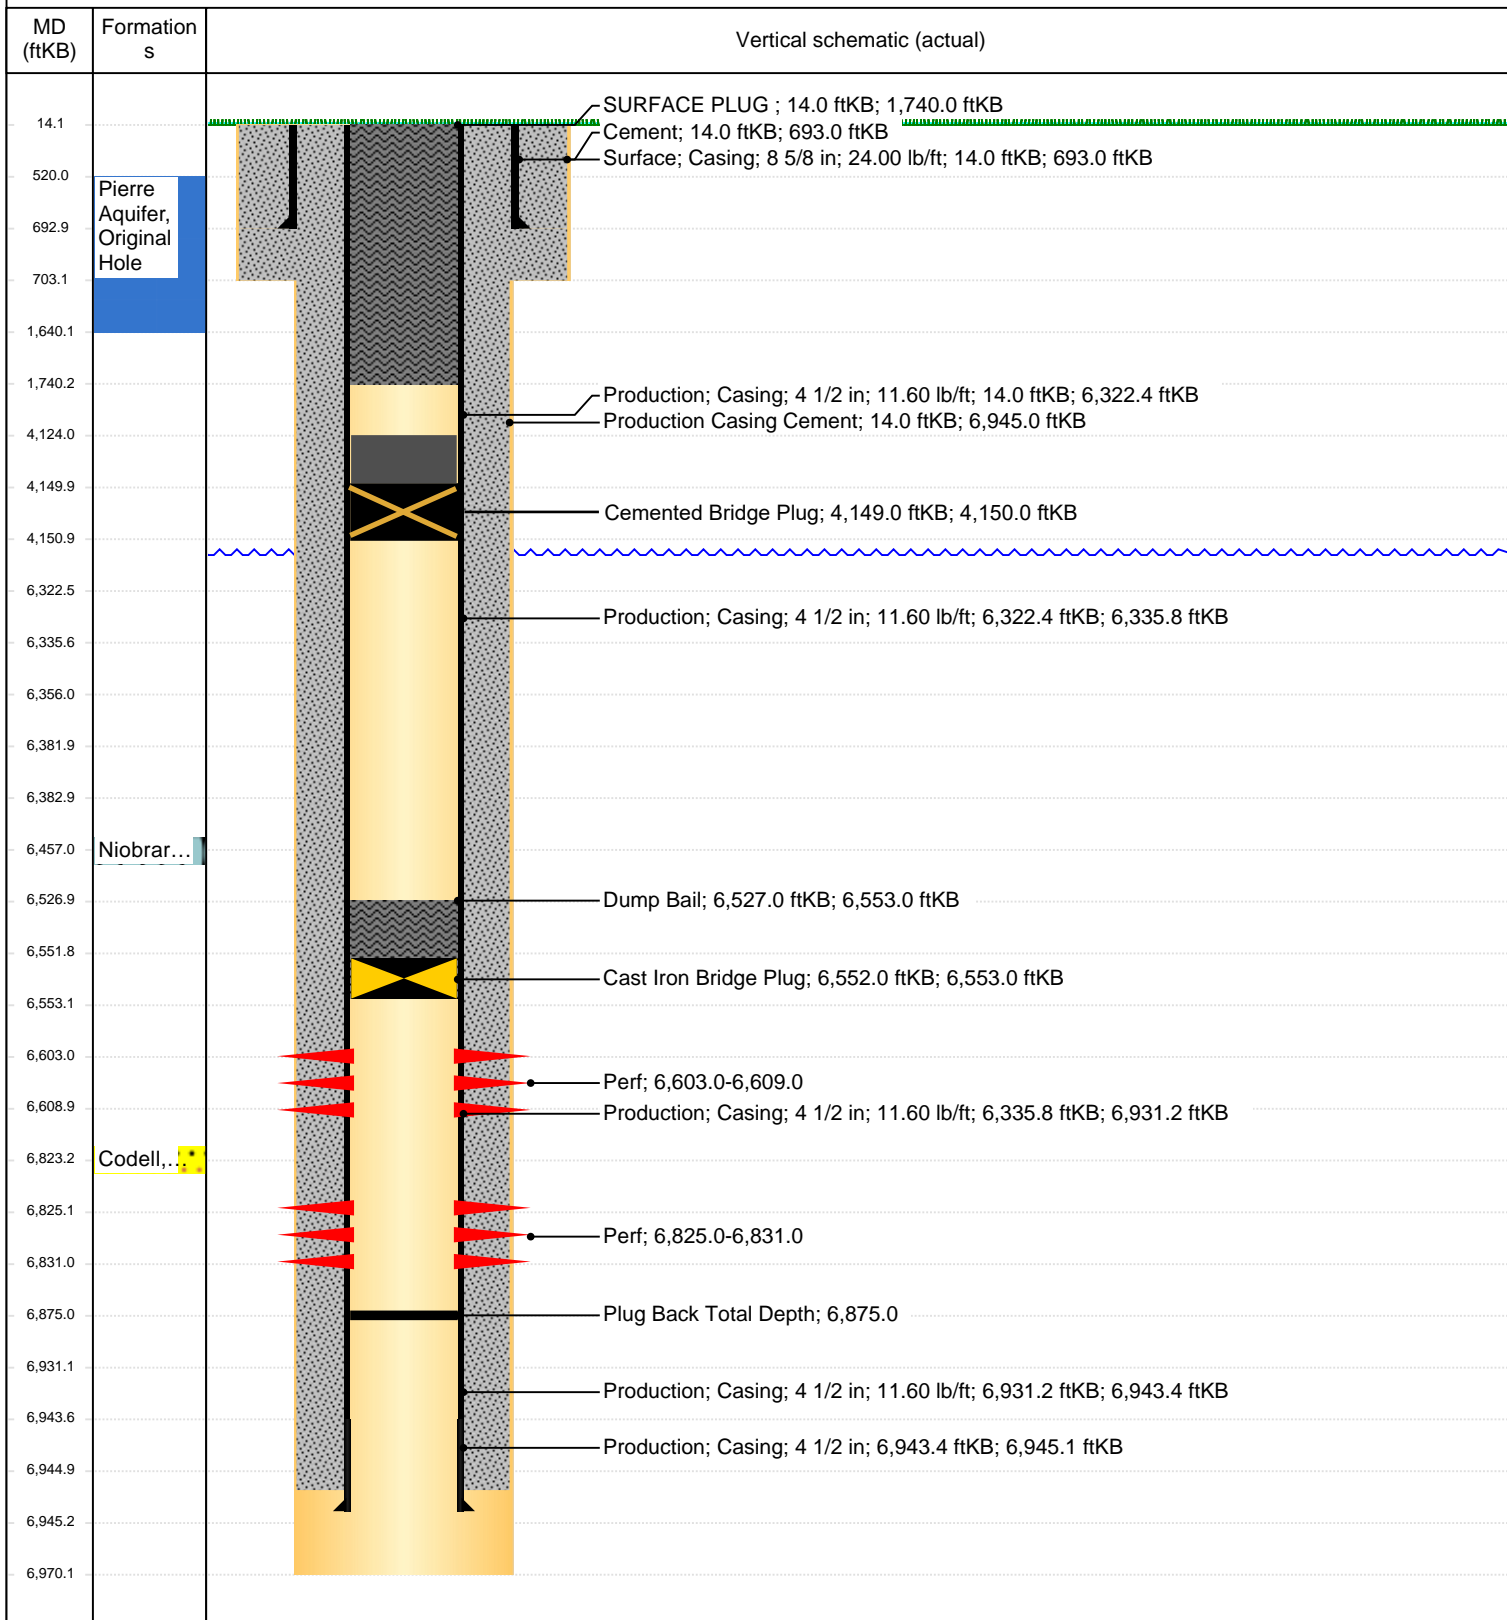 MD
(ftKB)
Formation
s
Vertical schematic (actual)
SURFACE PLUG ; 14.0 ftKB; 1,740.0 ftKB
14.1
Cement; 14.0 ftKB; 693.0 ftKB
Surface; Casing; 8 5/8 in; 24.00 lb/ft; 14.0 ftKB; 693.0 ftKB
520.0
Pierre
Aquifer,
Original
Hole
692.9
703.1
1,640.1
1,740.2
Production; Casing; 4 1/2 in; 11.60 lb/ft; 14.0 ftKB; 6,322.4 ftKB
Production Casing Cement; 14.0 ftKB; 6,945.0 ftKB
4,124.0
4,149.9
Cemented Bridge Plug; 4,149.0 ftKB; 4,150.0 ftKB
4,150.9
6,322.5
Production; Casing; 4 1/2 in; 11.60 lb/ft; 6,322.4 ftKB; 6,335.8 ftKB
6,335.6
6,356.0
6,381.9
6,382.9
6,457.0
Niobrar...
6,526.9
Dump Bail; 6,527.0 ftKB; 6,553.0 ftKB
6,551.8
Cast Iron Bridge Plug; 6,552.0 ftKB; 6,553.0 ftKB
6,553.1
6,603.0
Perf; 6,603.0-6,609.0
6,608.9
Production; Casing; 4 1/2 in; 11.60 lb/ft; 6,335.8 ftKB; 6,931.2 ftKB
6,823.2
Codell,...
6,825.1
Perf; 6,825.0-6,831.0
6,831.0
6,875.0
Plug Back Total Depth; 6,875.0
6,931.1
Production; Casing; 4 1/2 in; 11.60 lb/ft; 6,931.2 ftKB; 6,943.4 ftKB
6,943.6
Production; Casing; 4 1/2 in; 6,943.4 ftKB; 6,945.1 ftKB
6,944.9
6,945.2
6,970.1